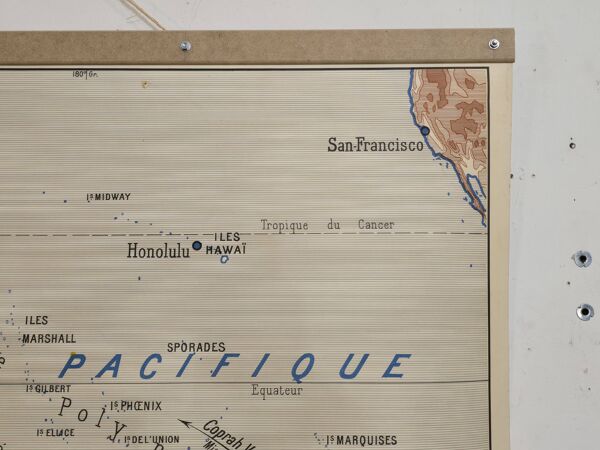 180° Gr.
San-Francisco
Is MIDWAY
Tropique du Cancer
Honolulu
ILES
HAWAÏ
ILES
MARSHALL
SPORADES
PACIFIQUE
Equateur
Is GILBERT
Is PHŒNIX
Poly
Coprah
Is ELLICE
Is DE L'UNION
Is MARQUISES